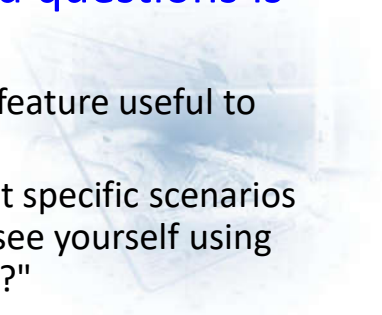 questions is
feature useful to
t specific scenarios
see yourself using
?"